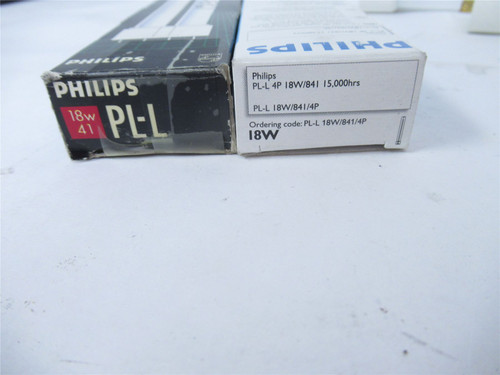 PHILIPS
PHILIPS
18w
41
PL-L
PHILIPS
Philips
PL-L 4P 18W/841 15,000hrs
PL-L 18W/841/4P
Ordering code: PL-L 18W/841/4P
18W